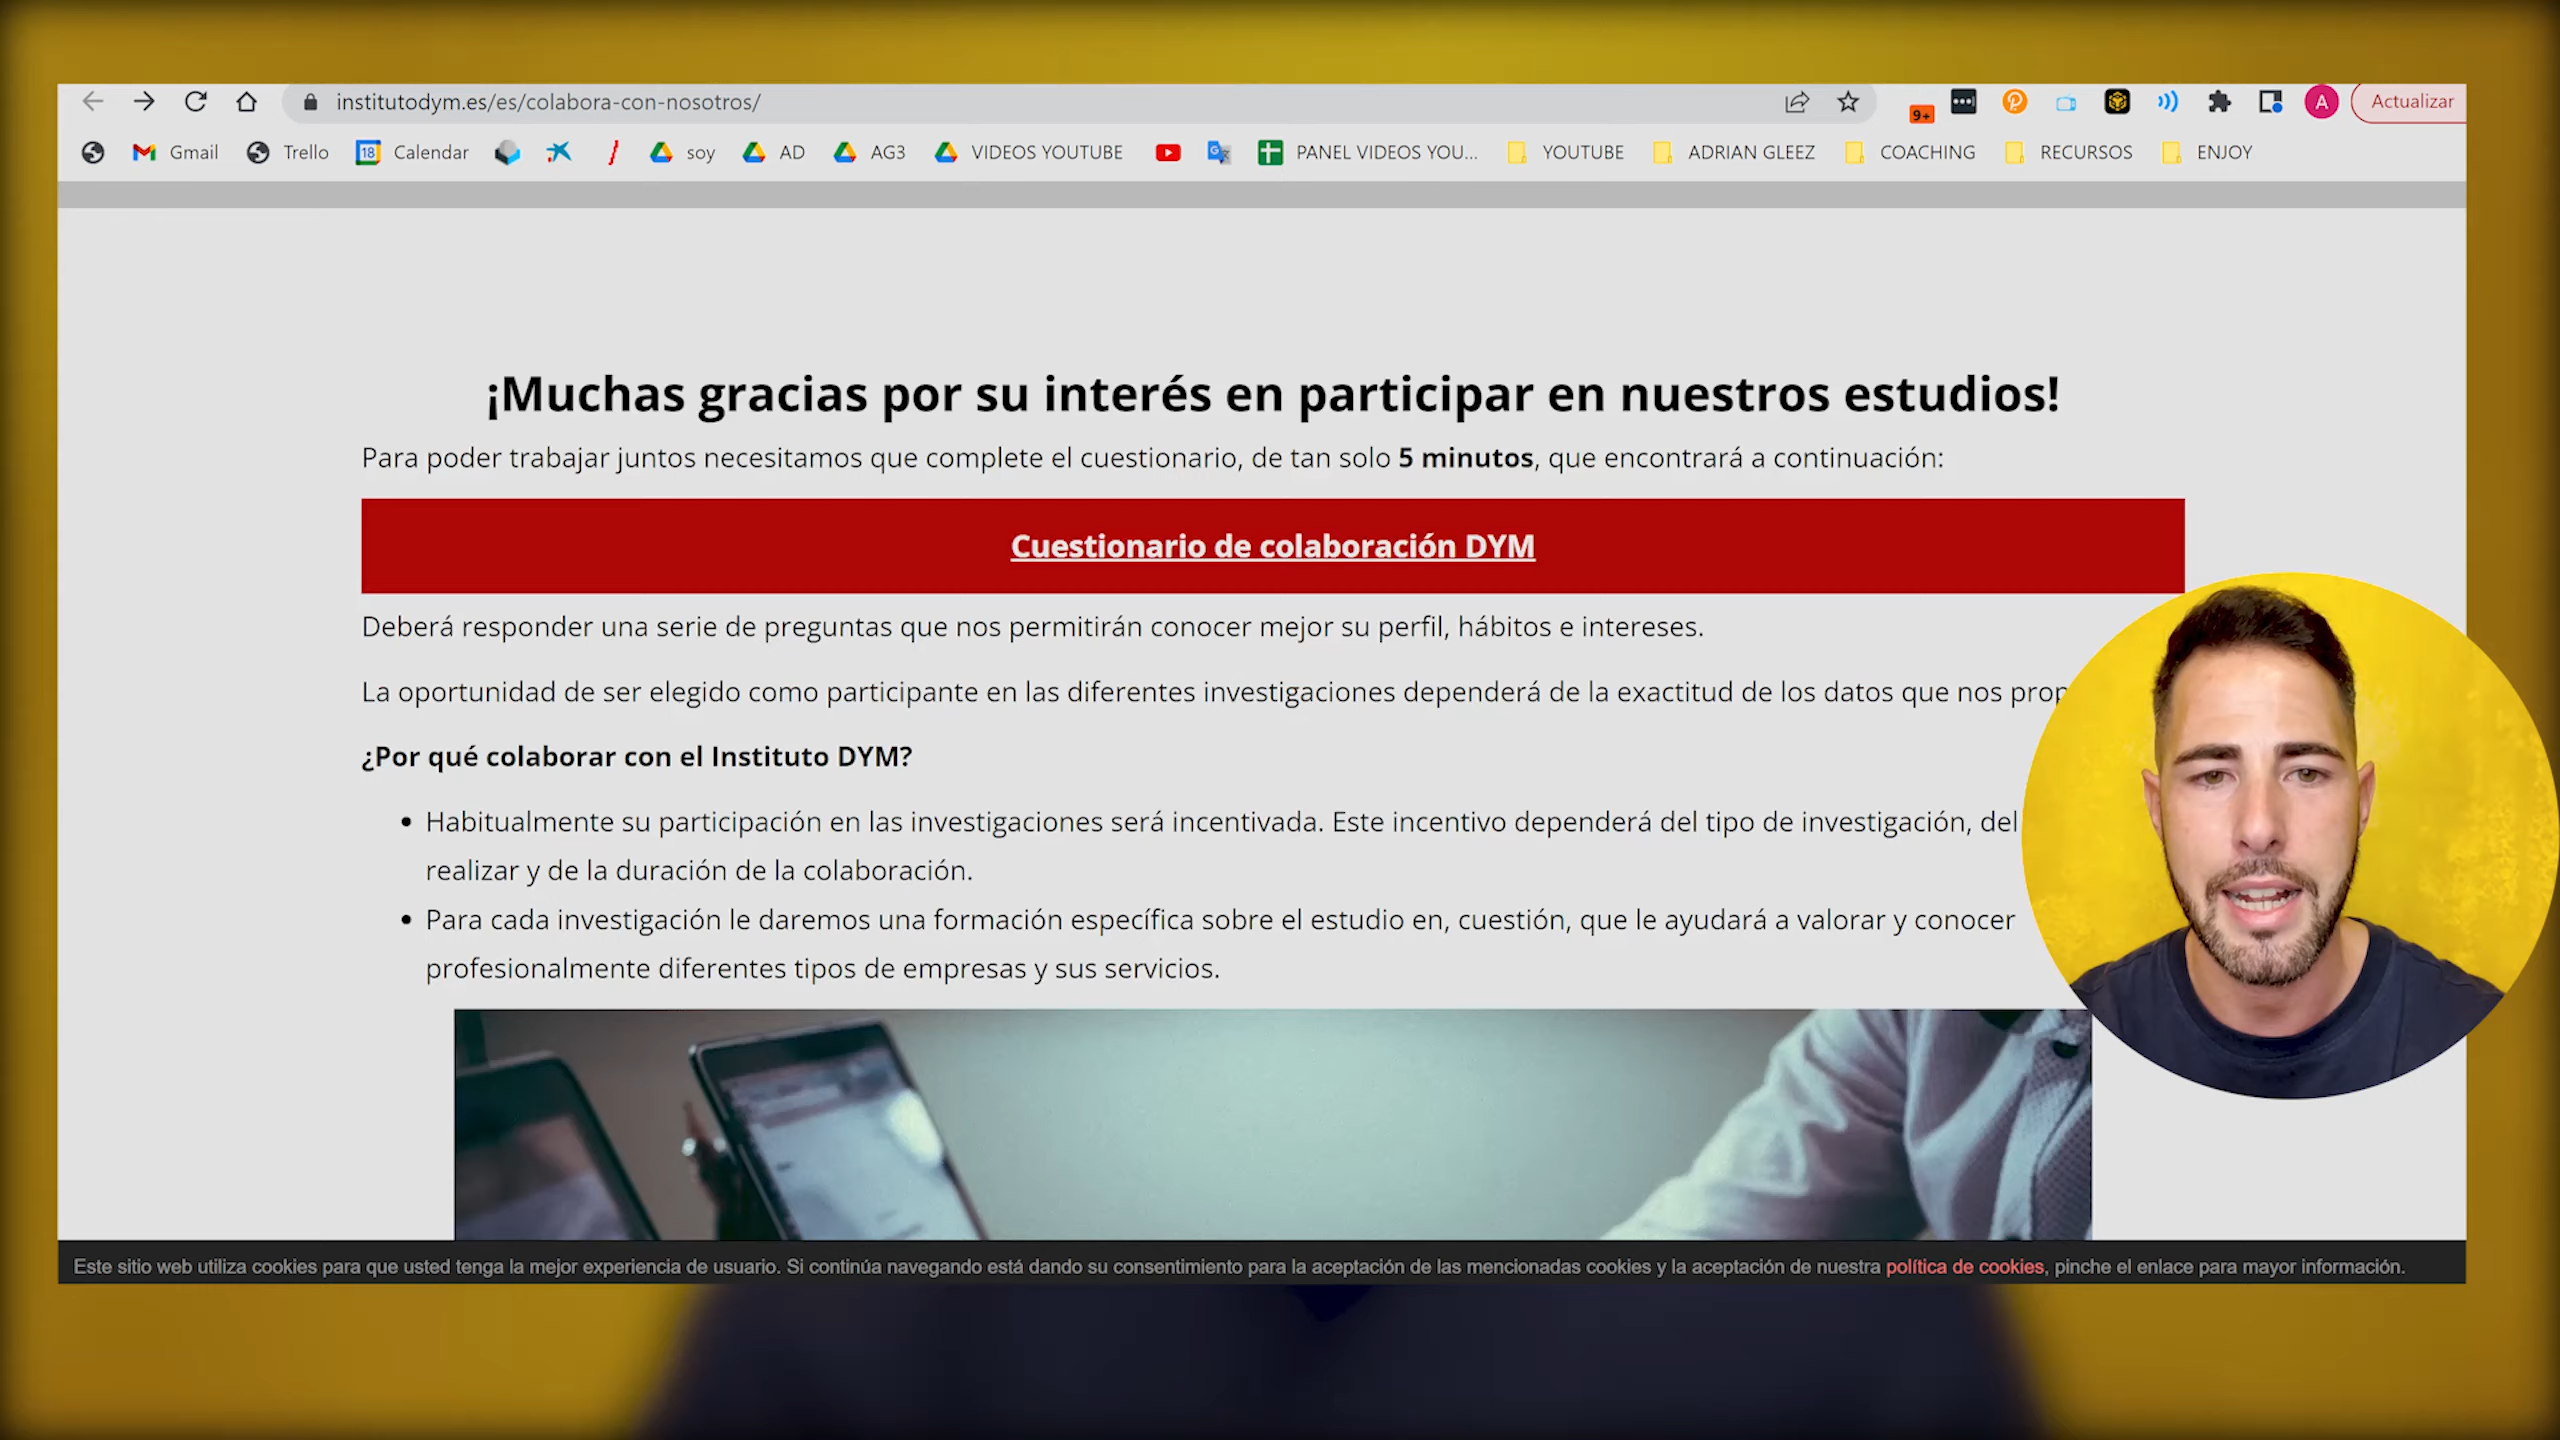 institutodym.es/es/colabora-con-nosotros/
9+
A
Actualizar
Gmail
Trello
18
Calendar
soy
AD
AG3
VIDEOS YOUTUBE
PANEL VIDEOS YOU...
YOUTUBE
ADRIAN GLEEZ
COACHING
RECURSOS
ENJOY
¡Muchas gracias por su interés en participar en nuestros estudios!
Para poder trabajar juntos necesitamos que complete el cuestionario, de tan solo 5 minutos, que encontrará a continuación:
Cuestionario de colaboración DYM
Deberá responder una serie de preguntas que nos permitirán conocer mejor su perfil, hábitos e intereses.
La oportunidad de ser elegido como participante en las diferentes investigaciones dependerá de la exactitud de los datos que nos
¿Por qué colaborar con el Instituto DYM?
Habitualmente su participación en las investigaciones será incentivada. Este incentivo dependerá del tipo de investigación, del
realizar y de la duración de la colaboración.
Para cada investigación le daremos una formación específica sobre el estudio en, cuestión, que le ayudará a valorar y conocer
profesionalmente diferentes tipos de empresas y sus servicios.
Este sitio web utiliza cookies para que usted tenga la mejor experiencia de usuario. Si continúa navegando está dando su consentimiento para la aceptación de las mencionadas cookies y la aceptación de nuestra política de cookies, pinche el enlace para mayor información.